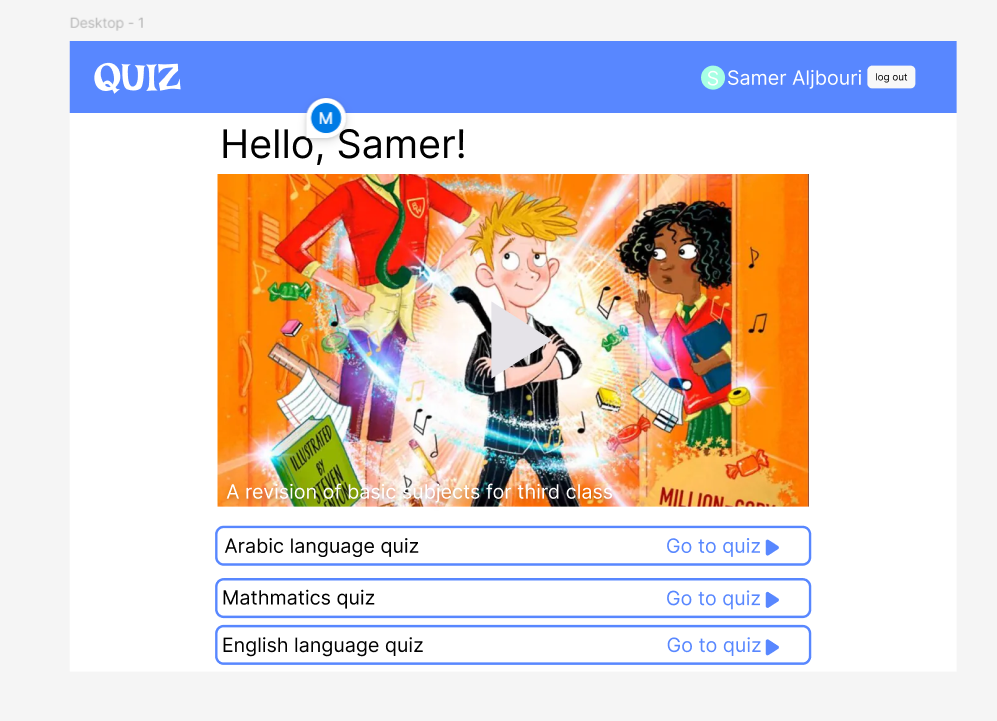 Desktop - 1
QUIZ
S Samer Aljbouri log out
M
Hello, Samer!
ILLUSTRATED
BY
STEVEN
A revision of basic subjects for third class
MILLION-COPY
Arabic language quiz Go to quiz
Mathmatics quiz Go to quiz
English language quiz Go to quiz